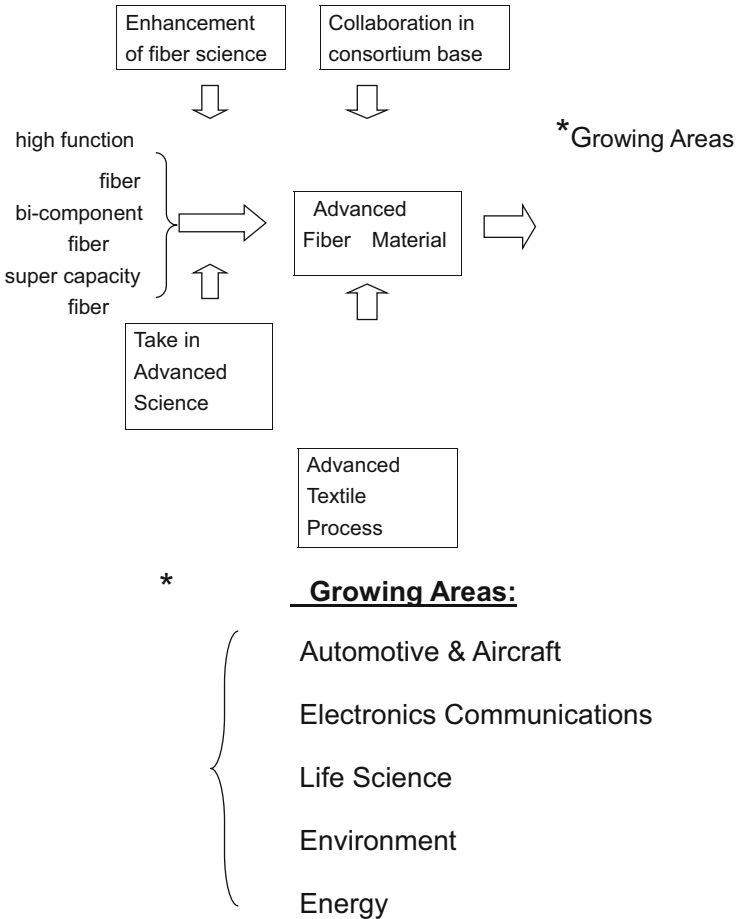 Enhancement
of fiber science
Collaboration in
consortium base
high function
fiber
bi-component
fiber
super capacity
fiber
Advanced
Fiber Material
*Growing Areas
Take in
Advanced
Science
Advanced
Textile
Process
* Growing Areas:
Automotive & Aircraft
Electronics Communications
Life Science
Environment
Energy